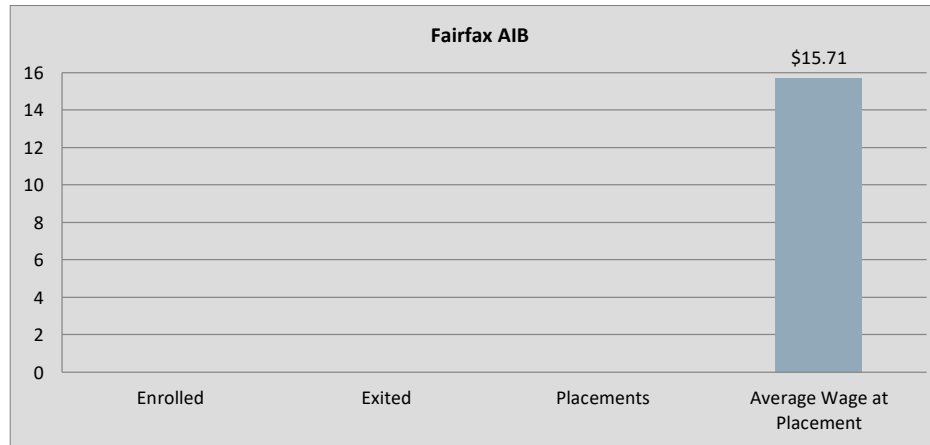 Fairfax AIB
$15.71
16
14
12
10
8
6
4
2
0
Enrolled
Exited
Placements
Average Wage at
Placement